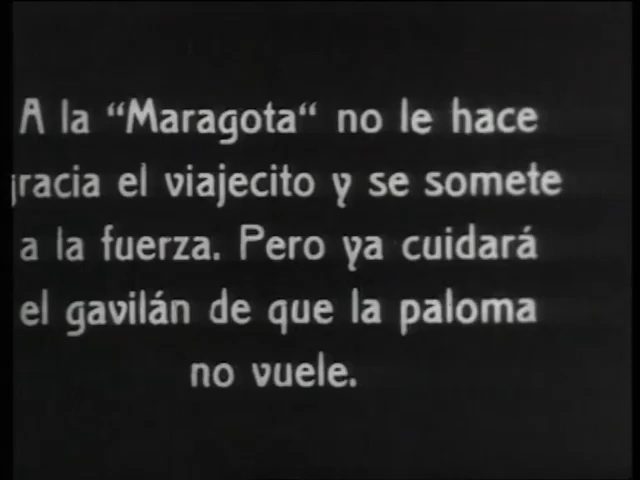 A la “Maragota“ no le hace
gracia el viajecito y se somete
a la fuerza. Pero ya cuidará
el gavilán de que la paloma
no vuele.